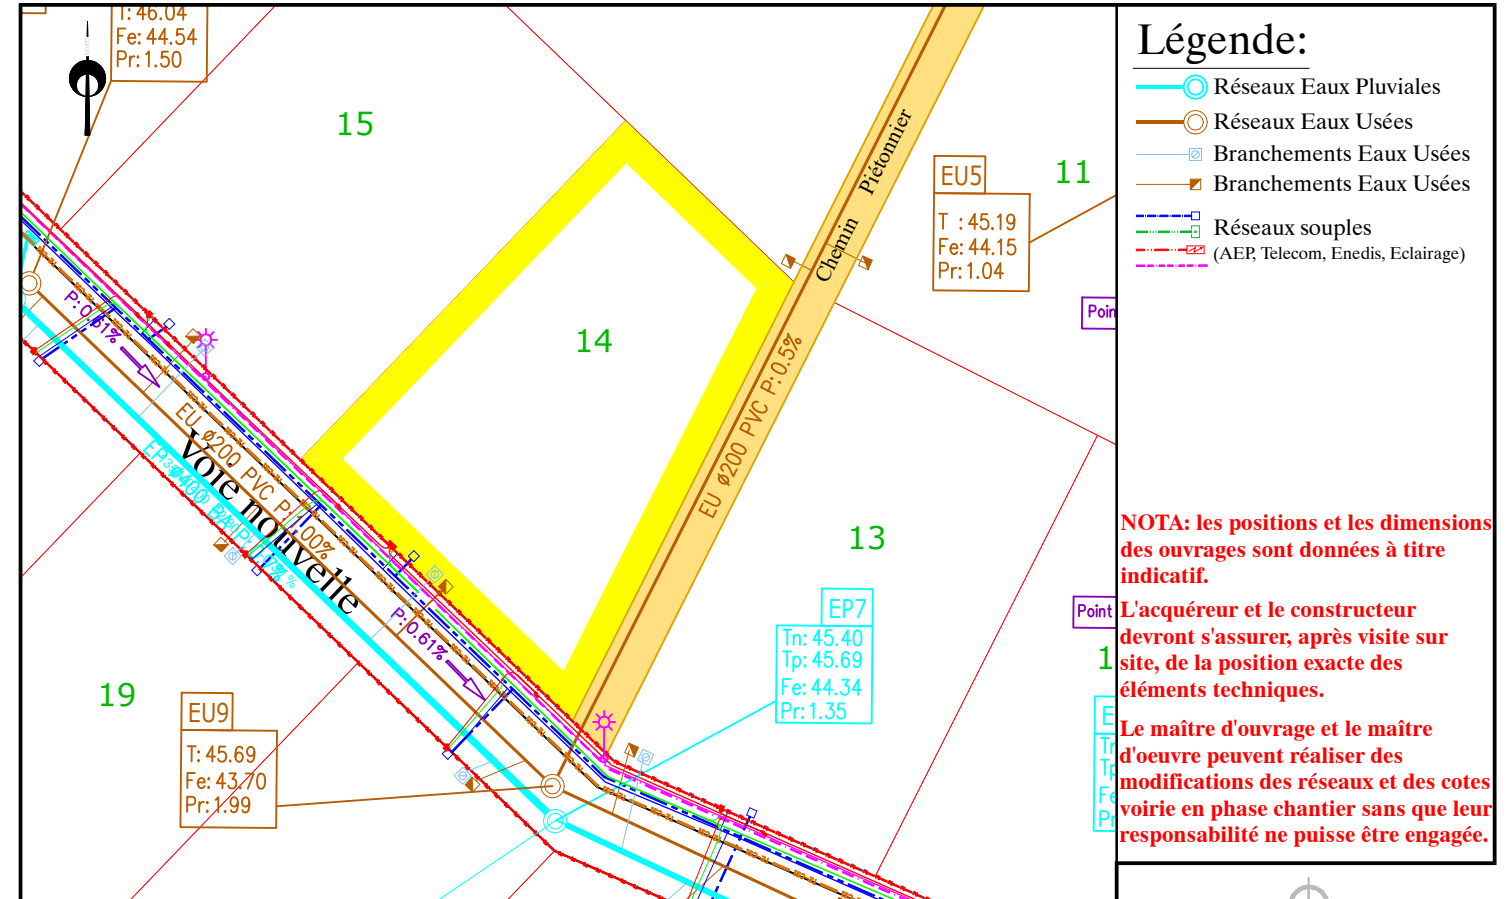 T: 46.04
Fe: 44.54
Pr: 1.50
15
14
11
13
19
Chemin Piétonnier
EU5
T : 45.19
Fe: 44.15
Pr: 1.04
Poin
EU ø200 PVC P: 0.5%
P: 0.61%
EU ø200 PVC P: 1.00%
Voie nouvelle
P: 0.61%
EP7
Tn: 45.40
Tp: 45.69
Fe: 44.34
Pr: 1.35
EU9
T: 45.69
Fe: 43.70
Pr: 1.99
Point
1
E
Tr
Tp
Fe
Pr
Légende:
Réseaux Eaux Pluviales
Réseaux Eaux Usées
Branchements Eaux Usées
Branchements Eaux Usées
Réseaux souples
(AEP, Telecom, Enedis, Eclairage)
NOTA: les positions et les dimensions
des ouvrages sont données à titre
indicatif.
L'acquéreur et le constructeur
devront s'assurer, après visite sur
site, de la position exacte des
éléments techniques.
Le maître d'ouvrage et le maître
d'oeuvre peuvent réaliser des
modifications des réseaux et des cotes
voirie en phase chantier sans que leur
responsabilité ne puisse être engagée.